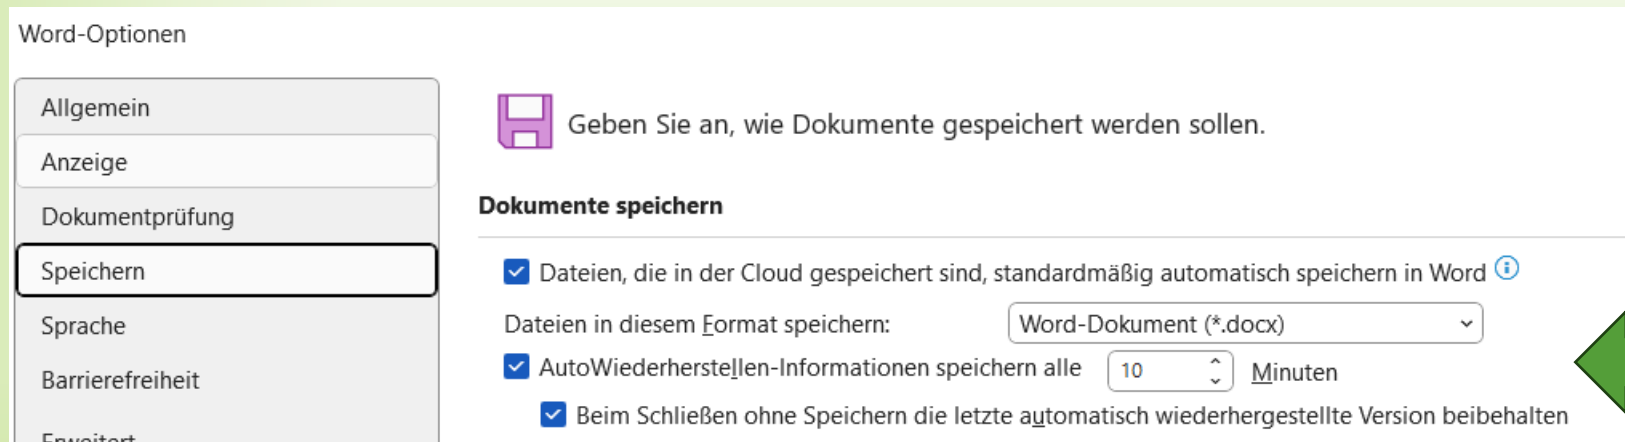 Word-Optionen
Allgemein
Anzeige
Dokumentprüfung
Speichern
Sprache
Barrierefreiheit
Erweitert
Geben Sie an, wie Dokumente gespeichert werden sollen.
Dokumente speichern
Dateien, die in der Cloud gespeichert sind, standardmäßig automatisch speichern in Word
Dateien in diesem Format speichern: Word-Dokument (*.docx)
AutoWiederherstellen-Informationen speichern alle 10 Minuten
Beim Schließen ohne Speichern die letzte automatisch wiederhergestellte Version beibehalten